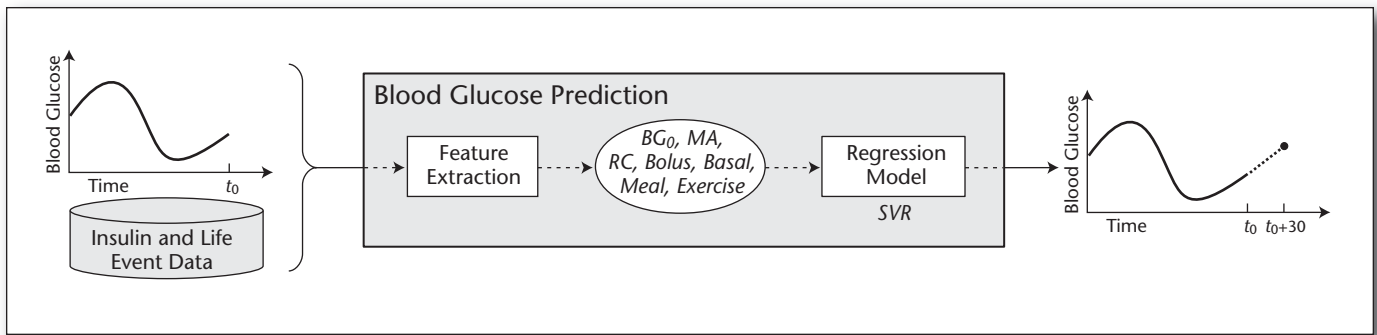 Blood Glucose
Time
t0
Insulin and Life
Event Data
Blood Glucose Prediction
Feature
Extraction
BG0, MA,
RC, Bolus, Basal,
Meal, Exercise
Regression
Model
SVR
Blood Glucose
Time
t0
t0+30